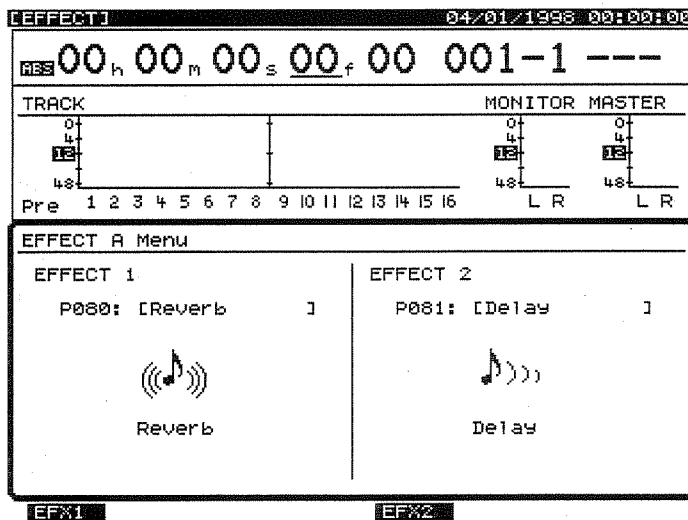 [EFFECT] 04/01/1998 00:00:00
ABS 00h 00m 00s 00f 00 001-1 ---
TRACK MONITOR MASTER
0 0 0
4 4 4
12 12 12
48 48 48
Pre 1 2 3 4 5 6 7 8 9 10 11 12 13 14 15 16 L R L R
EFFECT A Menu
EFFECT 1 EFFECT 2
P080: [Reverb ] P081: [Delay ]
Reverb Delay
EFX1 EFX2